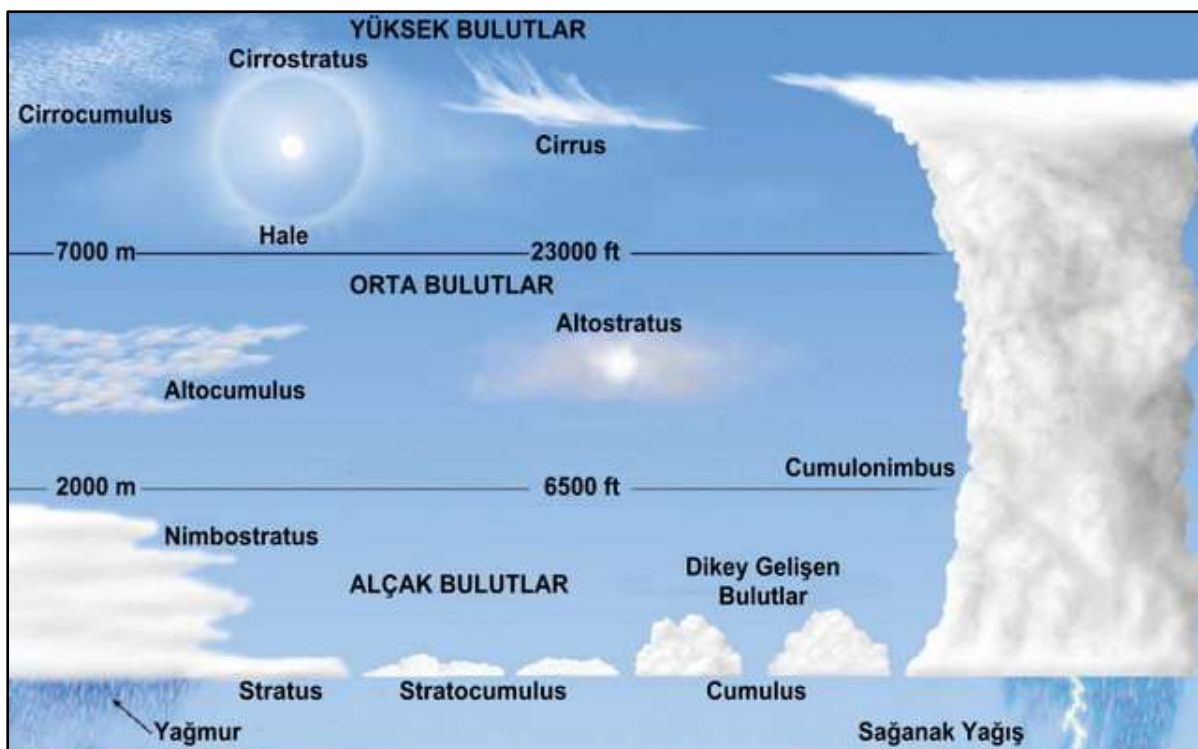 YÜKSEK BULUTLAR
Cirrostratus
Cirrocumulus
Cirrus
Hale
7000 m
23000 ft
ORTA BULUTLAR
Altostratus
Altocumulus
Cumulonimbus
2000 m
6500 ft
Nimbostratus
ALÇAK BULUTLAR
Dikey Gelişen
Bulutlar
Stratus
Stratocumulus
Cumulus
Yağmur
Sağanak Yağış